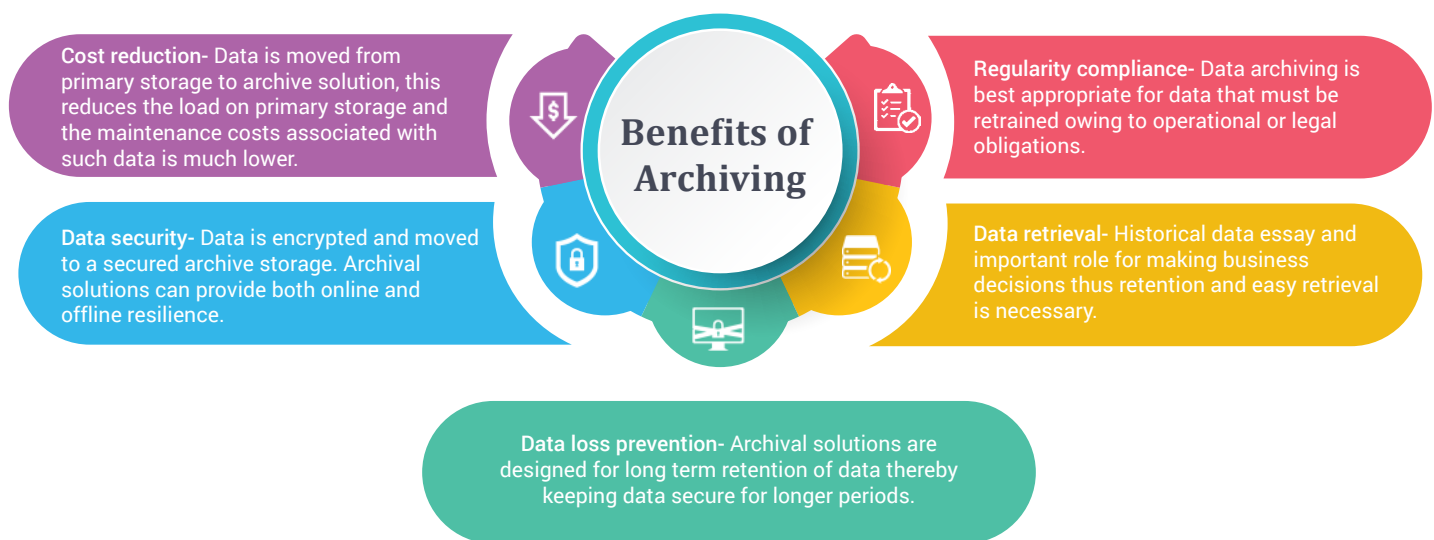 Benefits of
Archiving
Cost reduction- Data is moved from
primary storage to archive solution, this
reduces the load on primary storage and
the maintenance costs associated with
such data is much lower.
Data security- Data is encrypted and moved
to a secured archive storage. Archival
solutions can provide both online and
offline resilience.
Data loss prevention- Archival solutions are
designed for long term retention of data thereby
keeping data secure for longer periods.
Data retrieval- Historical data essay and
important role for making business
decisions thus retention and easy retrieval
is necessary.
Regularity compliance- Data archiving is
best appropriate for data that must be
retrained owing to operational or legal
obligations.
$